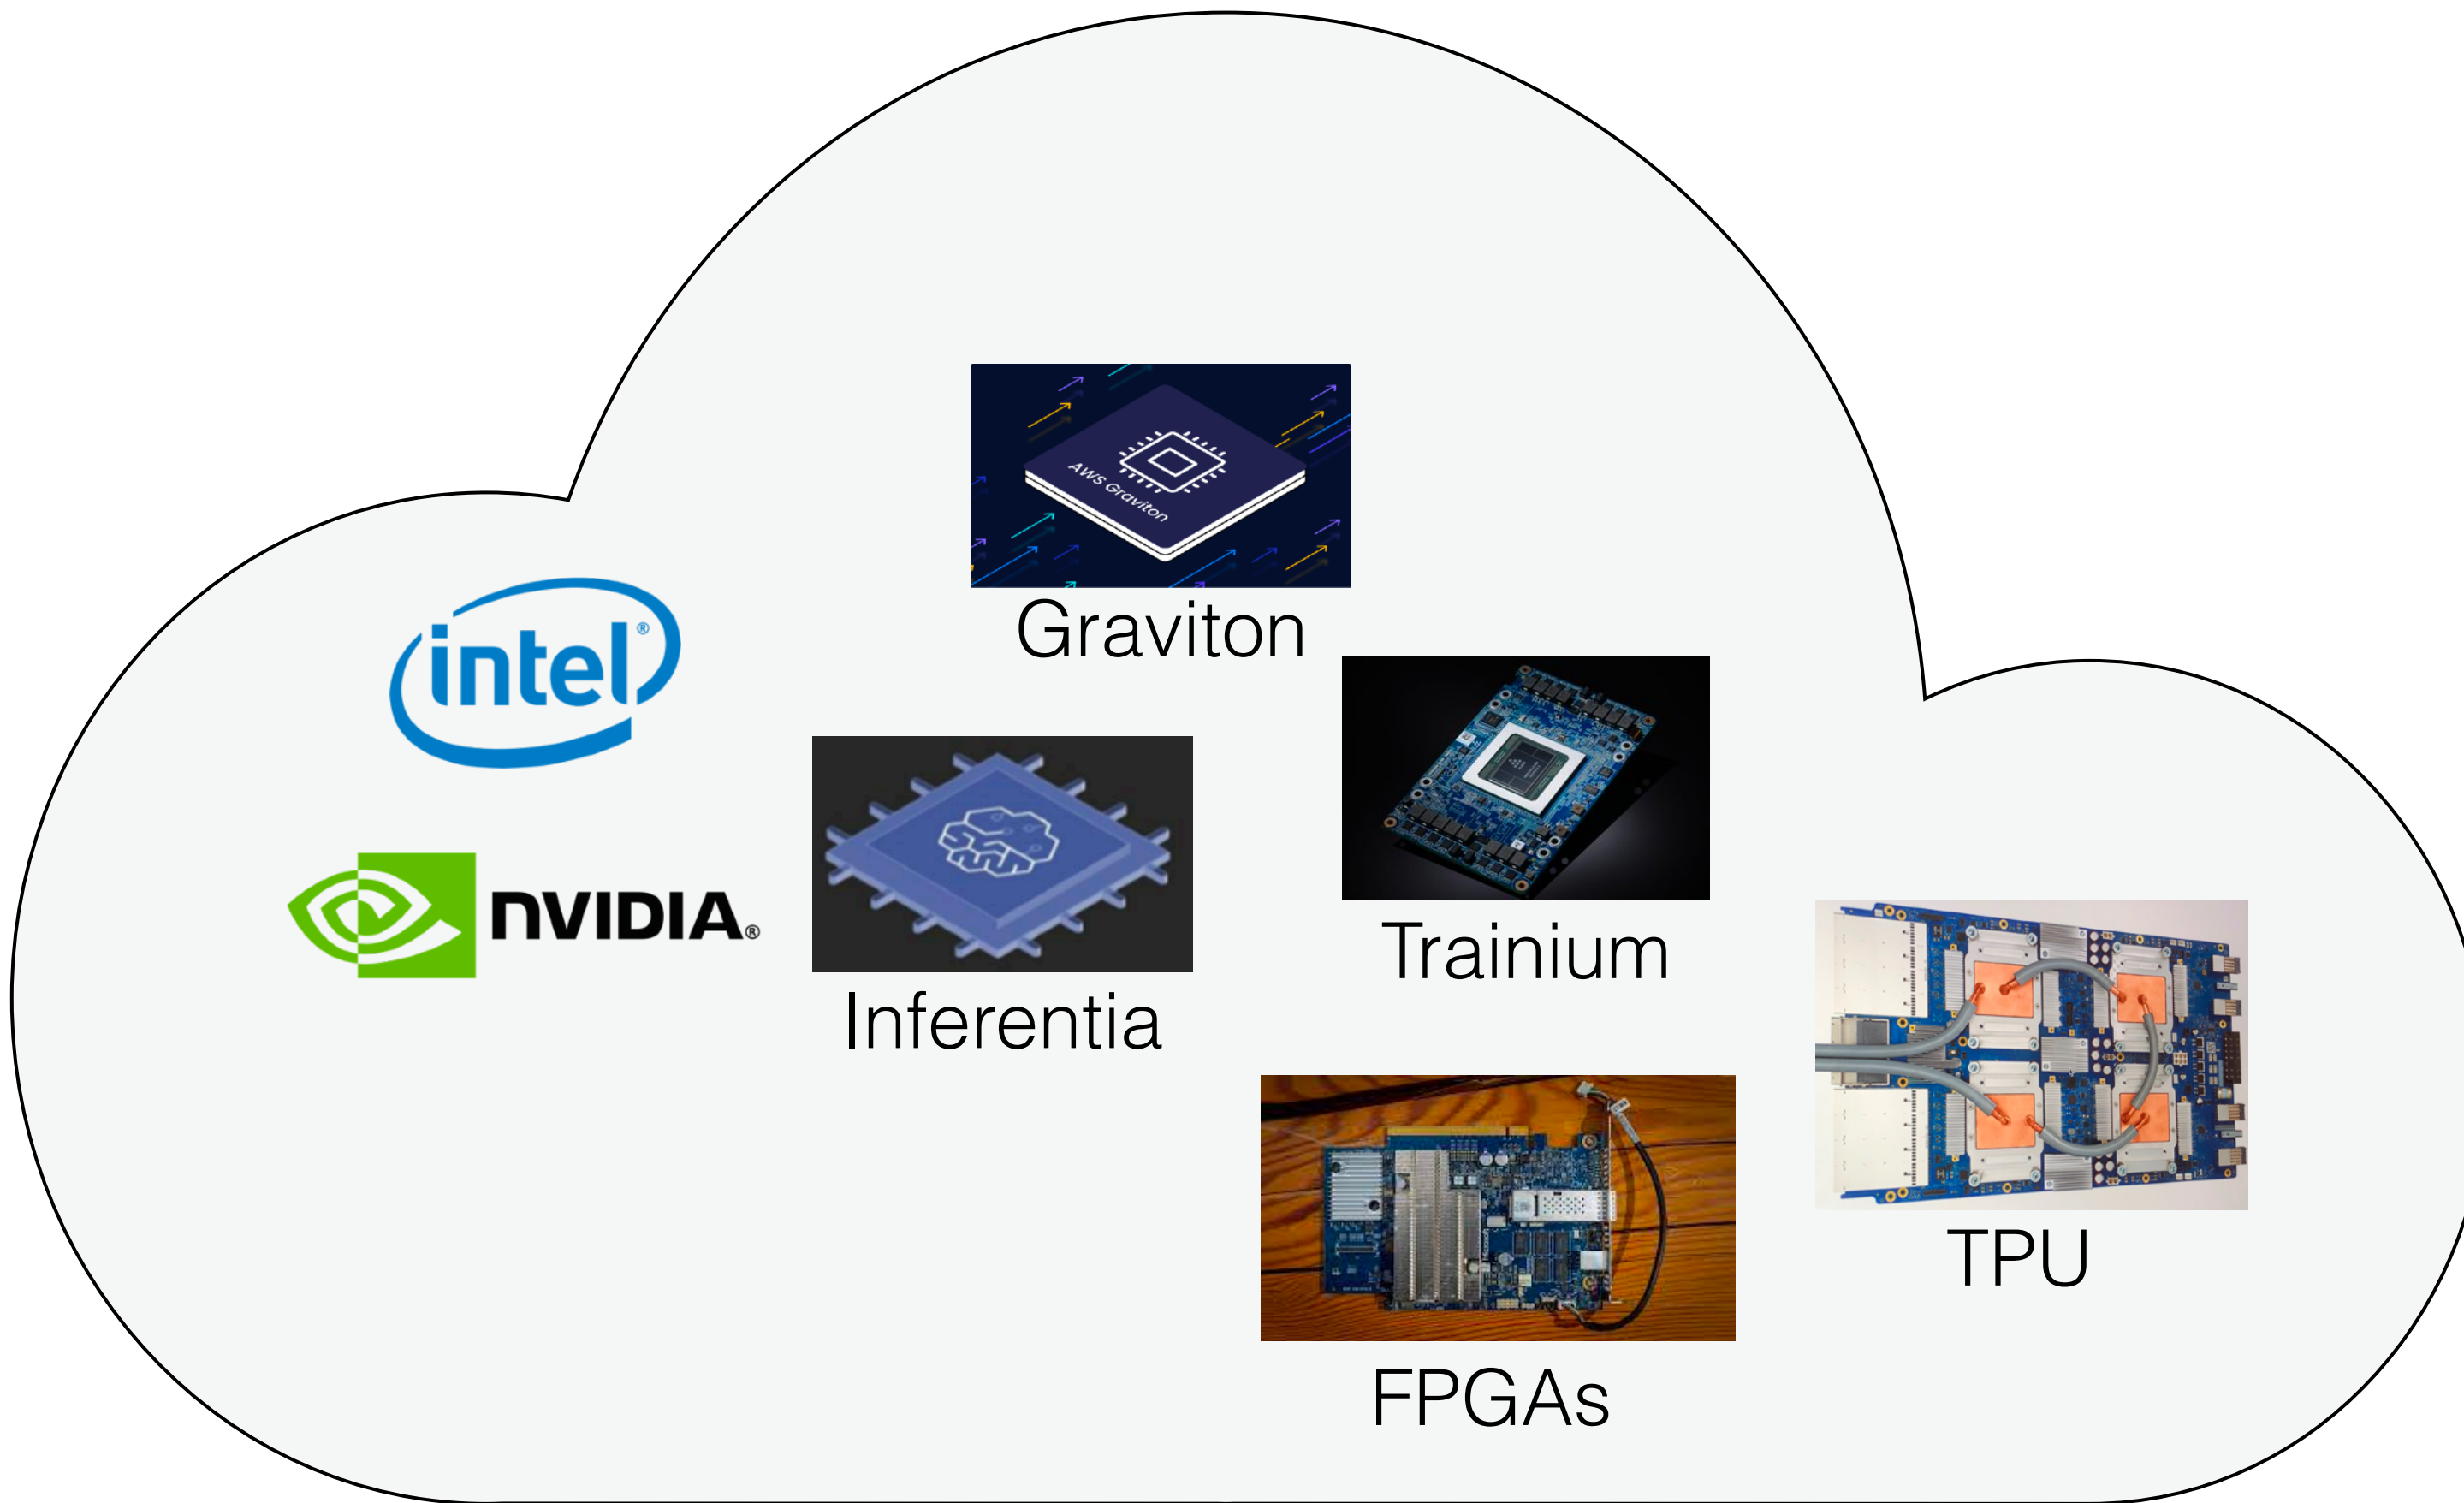 AWS Graviton
Graviton
intel®
Trainium
NVIDIA®
Inferentia
TPU
FPGAs